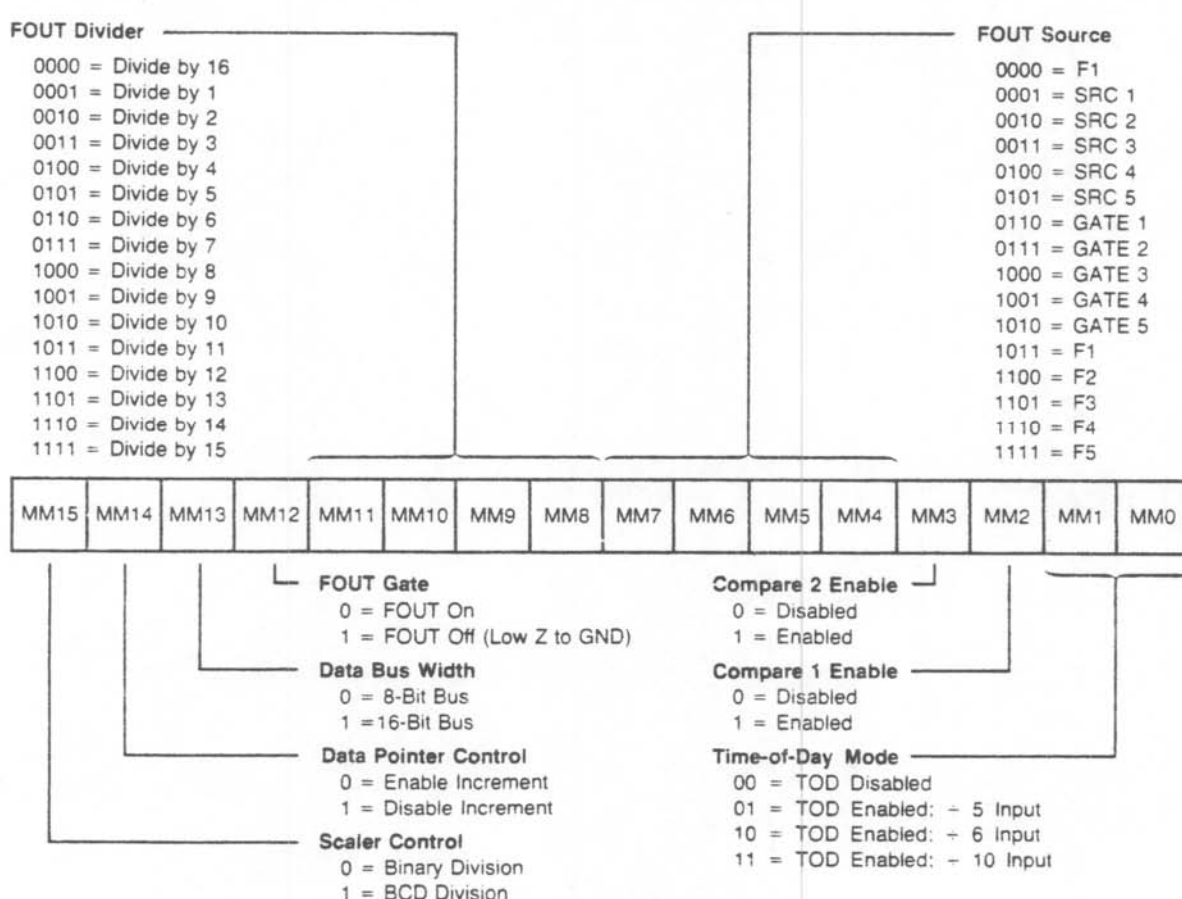 FOUT Divider
0000 = Divide by 16
0001 = Divide by 1
0010 = Divide by 2
0011 = Divide by 3
0100 = Divide by 4
0101 = Divide by 5
0110 = Divide by 6
0111 = Divide by 7
1000 = Divide by 8
1001 = Divide by 9
1010 = Divide by 10
1011 = Divide by 11
1100 = Divide by 12
1101 = Divide by 13
1110 = Divide by 14
1111 = Divide by 15
FOUT Source
0000 = F1
0001 = SRC 1
0010 = SRC 2
0011 = SRC 3
0100 = SRC 4
0101 = SRC 5
0110 = GATE 1
0111 = GATE 2
1000 = GATE 3
1001 = GATE 4
1010 = GATE 5
1011 = F1
1100 = F2
1101 = F3
1110 = F4
1111 = F5
MM15 MM14 MM13 MM12 MM11 MM10 MM9 MM8 MM7 MM6 MM5 MM4 MM3 MM2 MM1 MM0
FOUT Gate
0 = FOUT On
1 = FOUT Off (Low Z to GND)
Data Bus Width
0 = 8-Bit Bus
1 =16-Bit Bus
Data Pointer Control
0 = Enable Increment
1 = Disable Increment
Scaler Control
0 = Binary Division
1 = BCD Division
Compare 2 Enable
0 = Disabled
1 = Enabled
Compare 1 Enable
0 = Disabled
1 = Enabled
Time-of-Day Mode
00 = TOD Disabled
01 = TOD Enabled: ÷ 5 Input
10 = TOD Enabled: ÷ 6 Input
11 = TOD Enabled: ÷ 10 Input